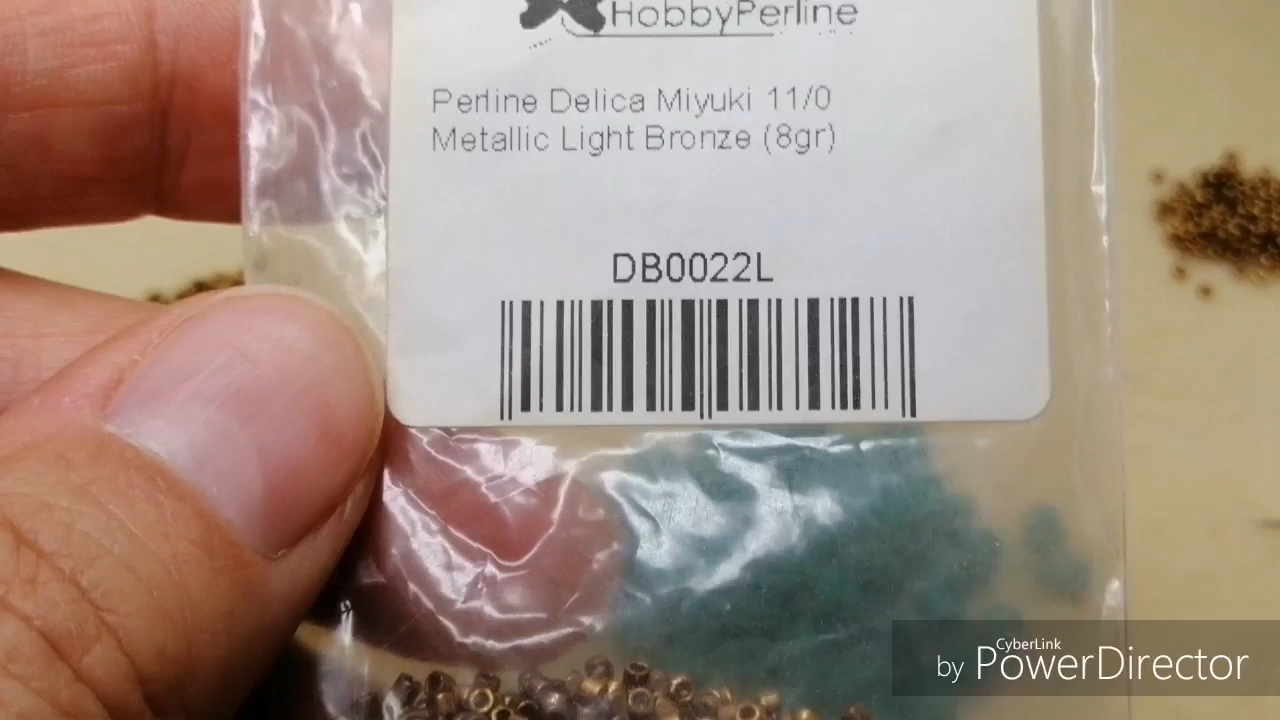 HobbyPerline
Perline Delica Miyuki 11/0
Metallic Light Bronze (8gr)
DB0022L
CyberLink
by PowerDirector